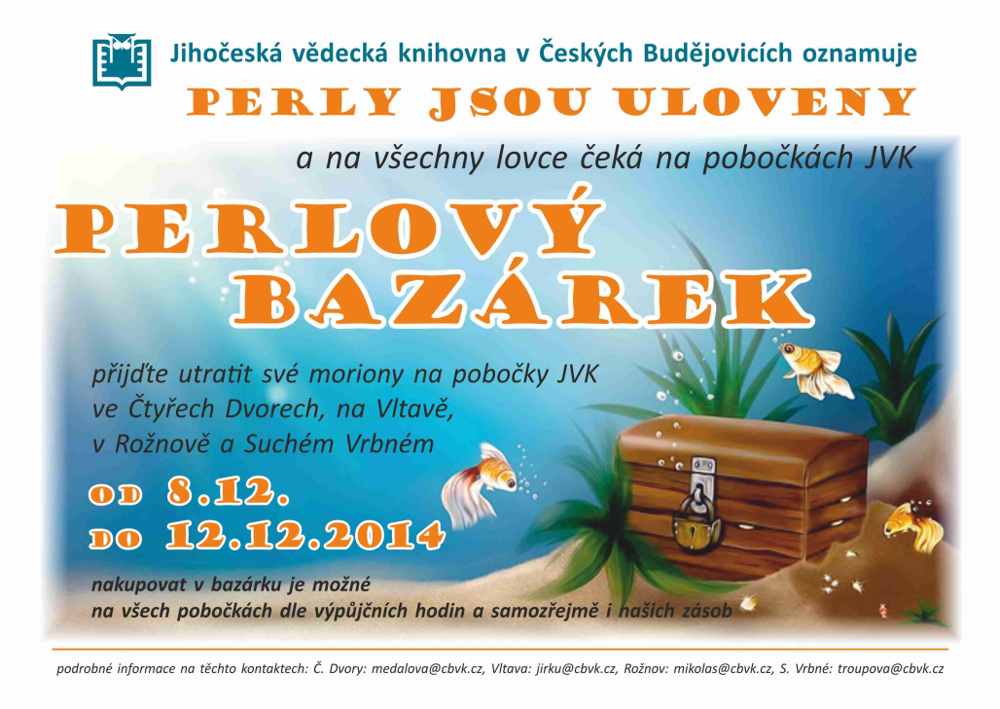 Jihočeská vědecká knihovna v Českých Budějovicích oznamuje
PERLY JSOU ULOVENY
a na všechny lovce čeká na pobočkách JVK
PERLOVÝ
BAZÁREK
přijďte utratit své moriony na pobočky JVK
ve Čtyřech Dvorech, na Vltavě,
v Rožnově a Suchém Vrbném
OD 8.12.
DO 12.12.2014
nakupovat v bazárku je možné
na všech pobočkách dle výpůjčních hodin a samozřejmě i našich zásob
podrobné informace na těchto kontaktech: Č. Dvory: medalova@cbvk.cz, Vltava: jirku@cbvk.cz, Rožnov: mikolas@cbvk.cz, S. Vrbné: troupova@cbvk.cz